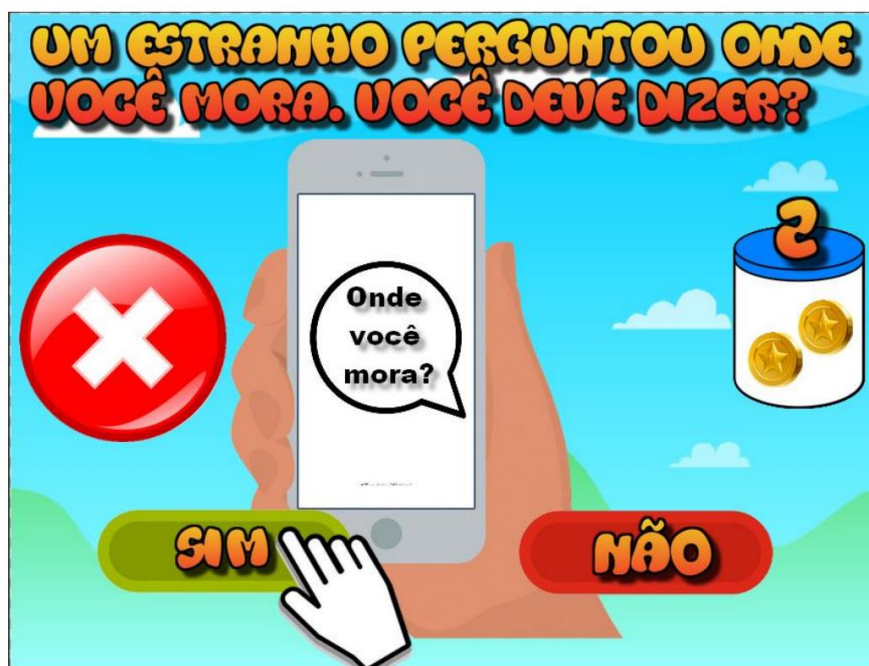 UM ESTRANHO PERGUNTOU ONDE
VOCÊ MORA. VOCÊ DEVE DIZER?
2
Onde
você
mora?
SIM
NÃO